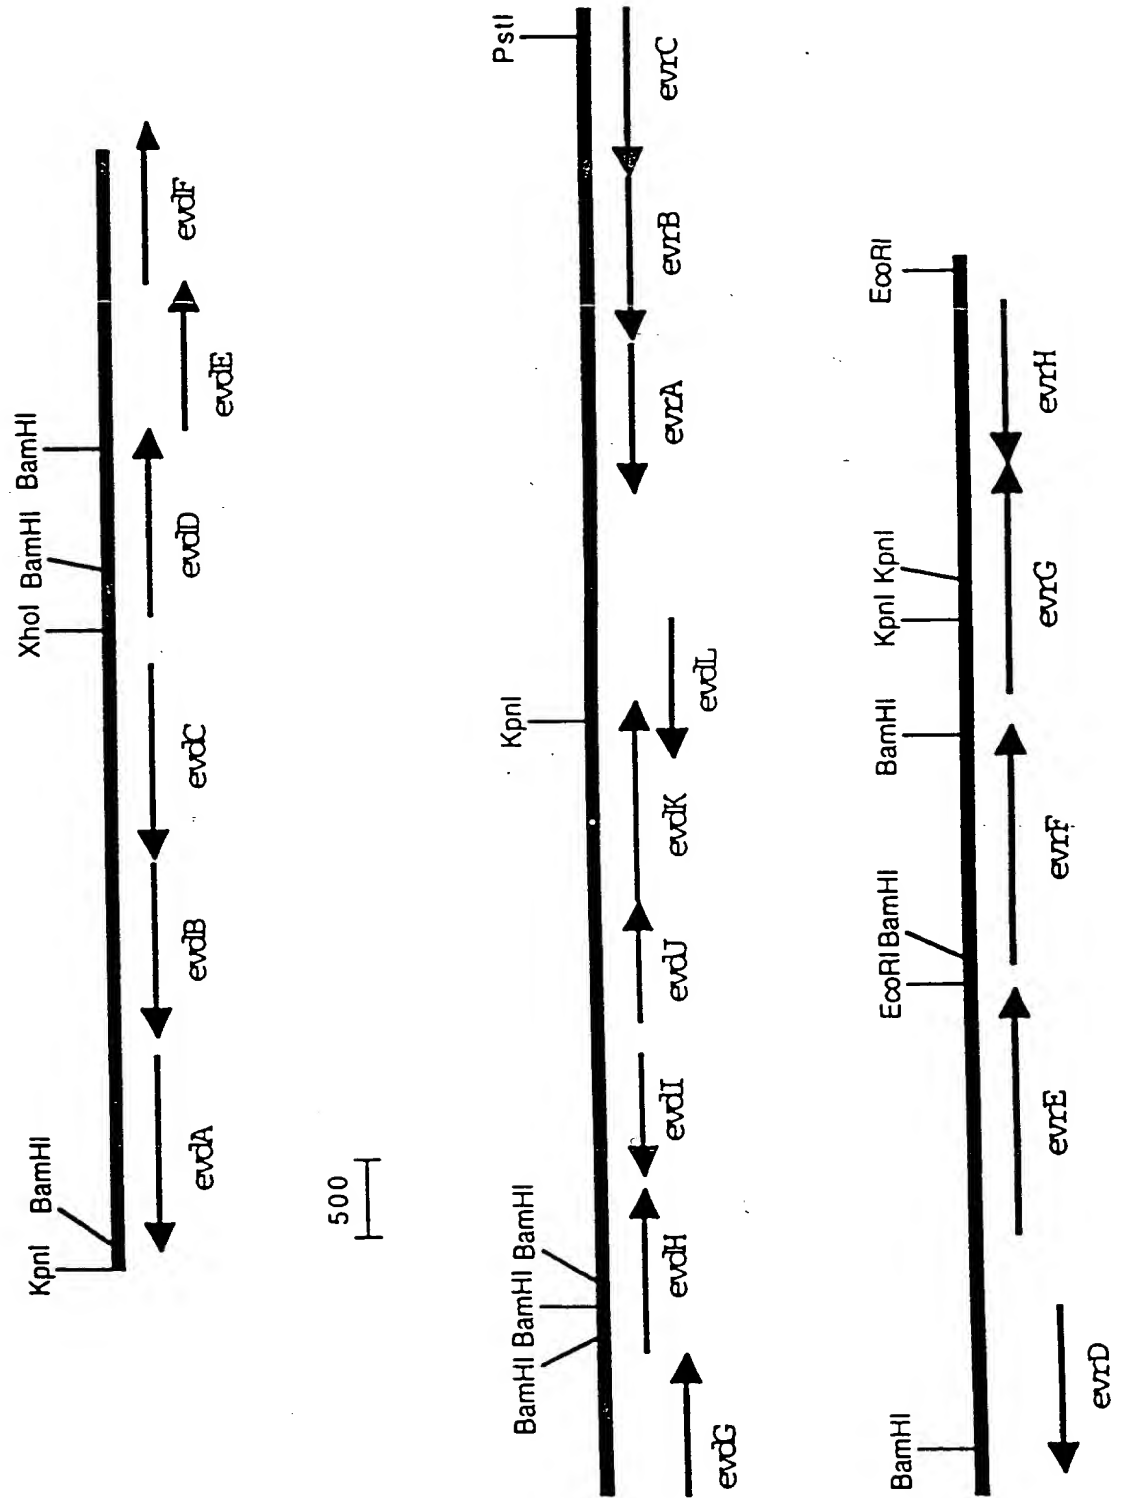 KpnI BamHI XhoI BamHI BamHI
evdA evdB evdC evdD evdE evdF
500
BamHI BamHI BamHI KpnI PstI
evdG evdH evdI evdJ evdK evdL evrA evrB evrC
BamHI EcoRI BamHI BamHI KpnI KpnI EcoRI
evrD evrE evrF evrG evrH